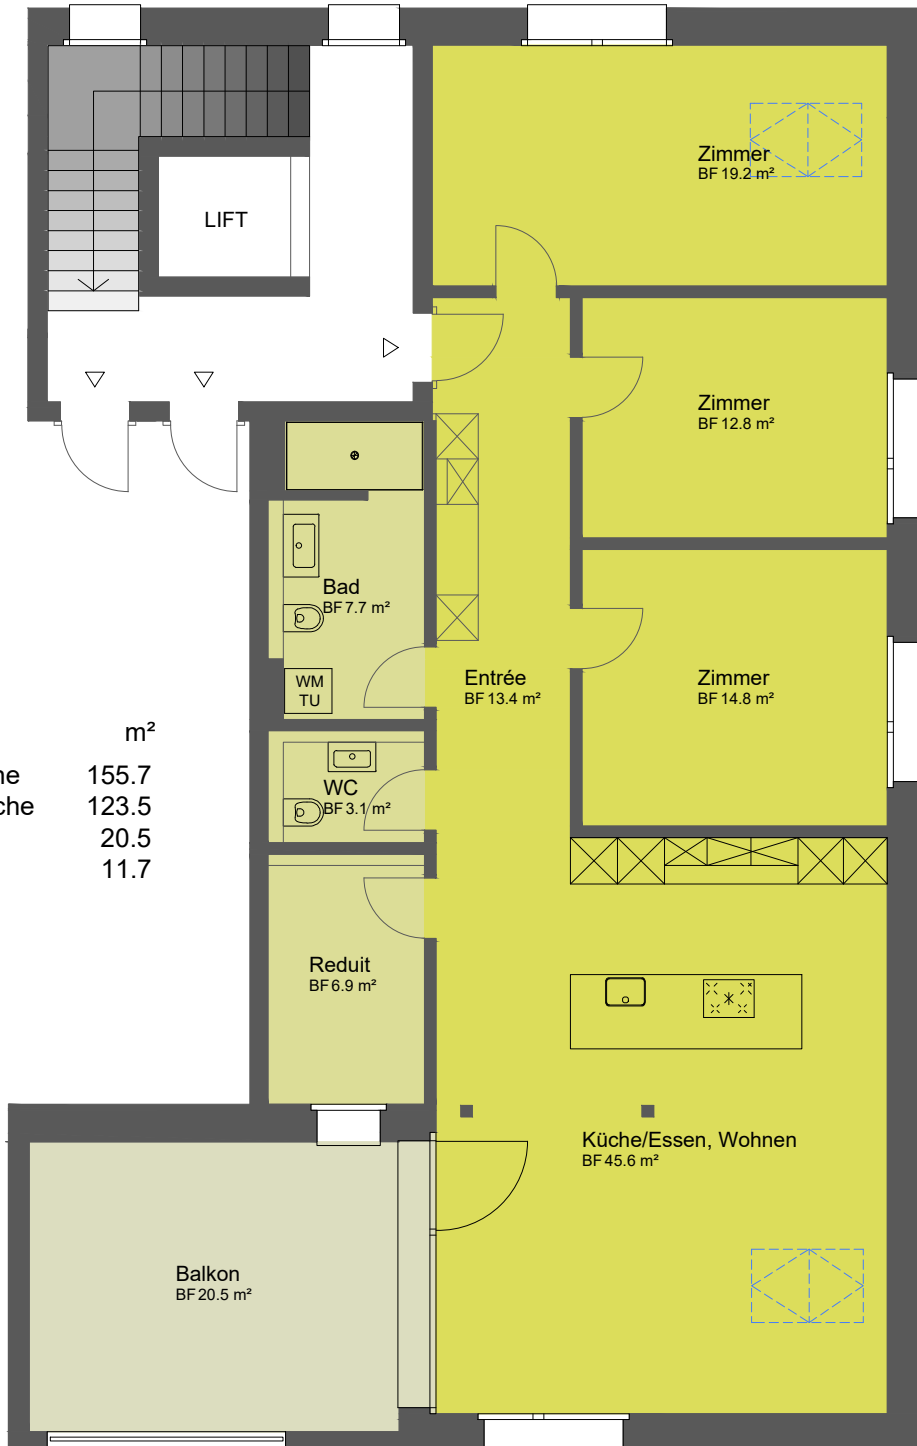 Zimmer
BF 19.2 m²
LIFT
Zimmer
BF 12.8 m²
Bad
BF 7.7 m²
Entrée
BF 13.4 m²
Zimmer
BF 14.8 m²
WM
TU
m²
155.7
123.5
20.5
11.7
WC
BF 3.1 m²
Reduit
BF 6.9 m²
Küche/Essen, Wohnen
BF 45.6 m²
Balkon
BF 20.5 m²